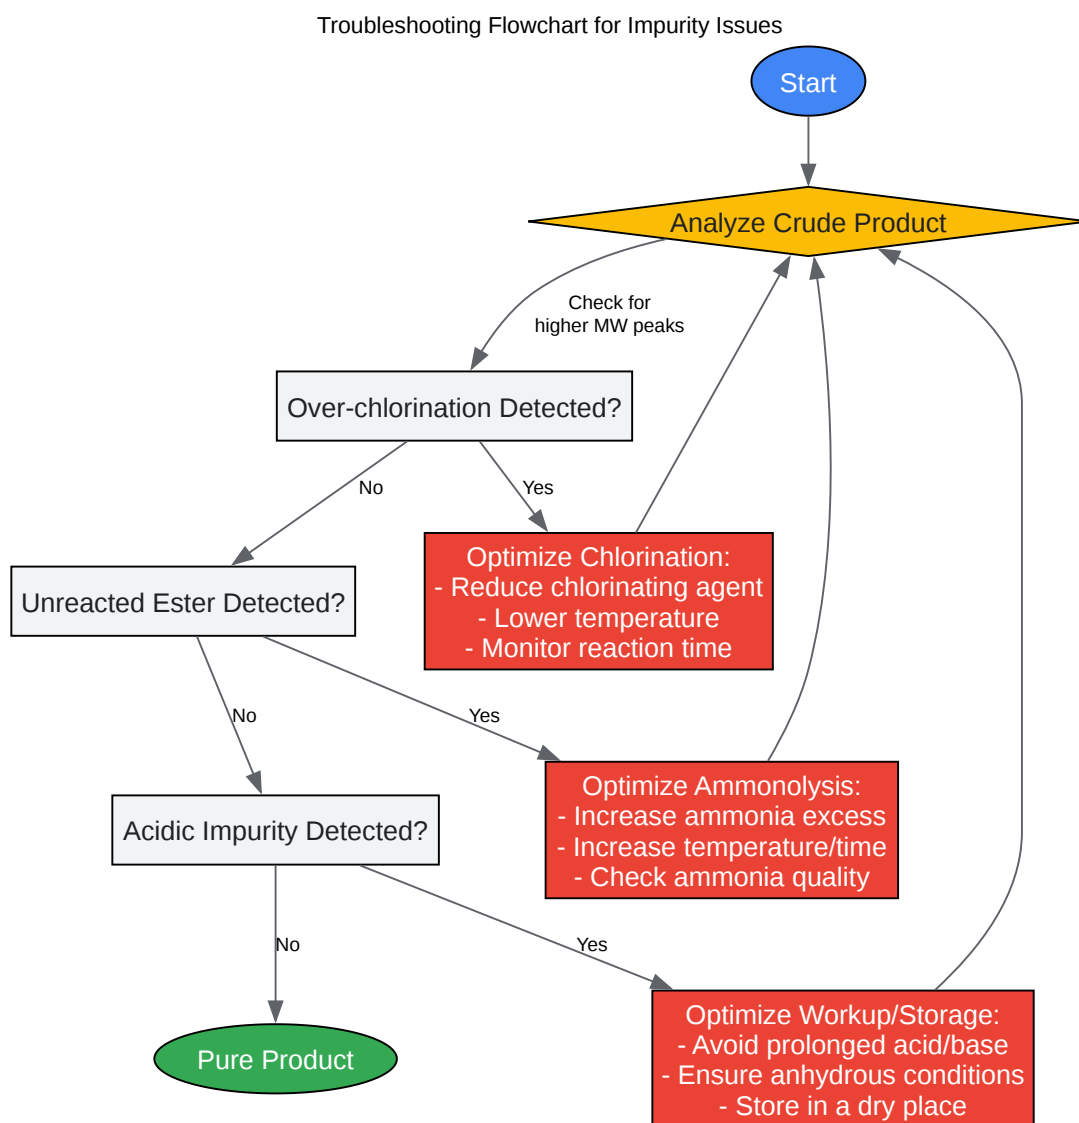 Troubleshooting Flowchart for Impurity Issues
Start
Analyze Crude Product
Check for
higher MW peaks
Over-chlorination Detected?
No
Yes
Optimize Chlorination:
- Reduce chlorinating agent
- Lower temperature
- Monitor reaction time
Unreacted Ester Detected?
No
Yes
Optimize Ammonolysis:
- Increase ammonia excess
- Increase temperature/time
- Check ammonia quality
Acidic Impurity Detected?
No
Yes
Pure Product
Optimize Workup/Storage:
- Avoid prolonged acid/base
- Ensure anhydrous conditions
- Store in a dry place